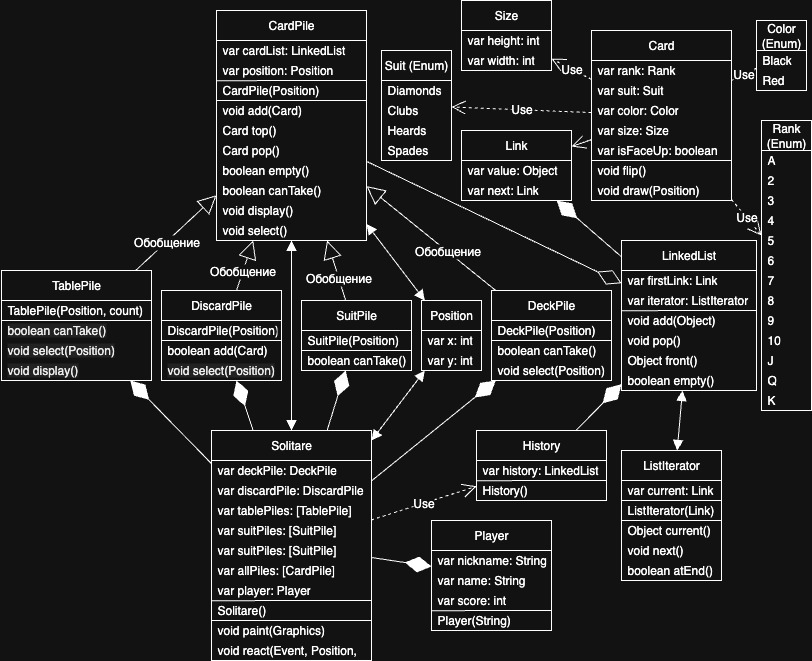 CardPile
var cardList: LinkedList
var position: Position
CardPile(Position)
void add(Card)
Card top()
Card pop()
boolean empty()
boolean canTake()
void display()
void select()
Size
var height: int
var width: int
Suit (Enum)
Diamonds
Clubs
Heards
Spades
Card
var rank: Rank
var suit: Suit
var color: Color
var size: Size
var isFaceUp: boolean
void flip()
void draw(Position)
Color
(Enum)
Black
Red
Use
Use
Use
Use
Rank
(Enum)
A
2
3
4
5
6
7
8
9
10
J
Q
K
Link
var value: Object
var next: Link
Обобщение
Обобщение
Обобщение
Обобщение
TablePile
TablePile(Position, count)
boolean canTake()
void select(Position)
void display()
DiscardPile
DiscardPile(Position)
boolean add(Card)
void select(Position)
SuitPile
SuitPile(Position)
boolean canTake()
Position
var x: int
var y: int
DeckPile
DeckPile(Position)
boolean canTake()
void select(Position)
LinkedList
var firstLink: Link
var iterator: ListIterator
void add(Object)
void pop()
Object front()
boolean empty()
Solitare
var deckPile: DeckPile
var discardPile: DiscardPile
var tablePiles: [TablePile]
var suitPiles: [SuitPile]
var suitPiles: [SuitPile]
var allPiles: [CardPile]
var player: Player
Solitare()
void paint(Graphics)
void react(Event, Position,
Use
History
var history: LinkedList
History()
ListIterator
var current: Link
ListIterator(Link)
Object current()
void next()
boolean atEnd()
Player
var nickname: String
var name: String
var score: int
Player(String)